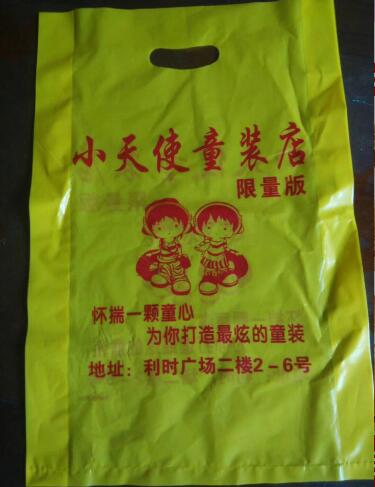 小天使童装店
限量版
怀揣一颗童心
为你打造最炫的童装
地址：利时广场二楼2-6号